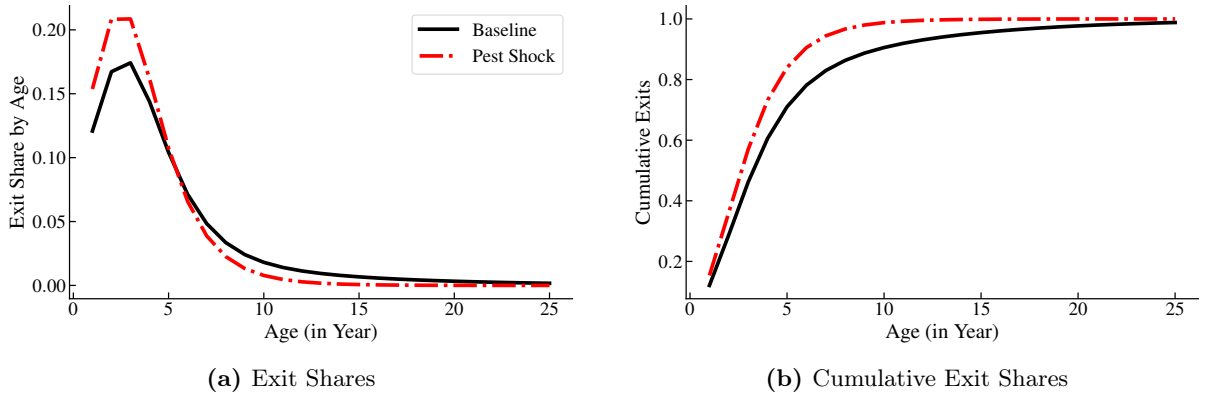 Exit Share by Age
0.20
0.15
0.10
0.05
0.00
0 5 10 15 20 25
Age (in Year)
Baseline
Pest Shock
(a) Exit Shares
Cumulative Exits
1.0
0.8
0.6
0.4
0.2
0 5 10 15 20 25
Age (in Year)
(b) Cumulative Exit Shares